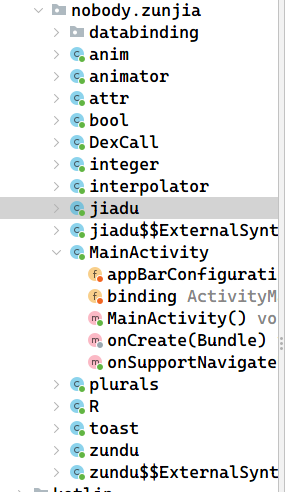 nobody.zunjia
databinding
anim
animator
attr
bool
DexCall
integer
interpolator
jiadu
jiadu$$ExternalSynt
MainActivity
appBarConfigurati
binding ActivityM
MainActivity() vo
onCreate(Bundle)
onSupportNavigate
plurals
R
toast
zundu
zundu$$ExternalSynt
kotlin